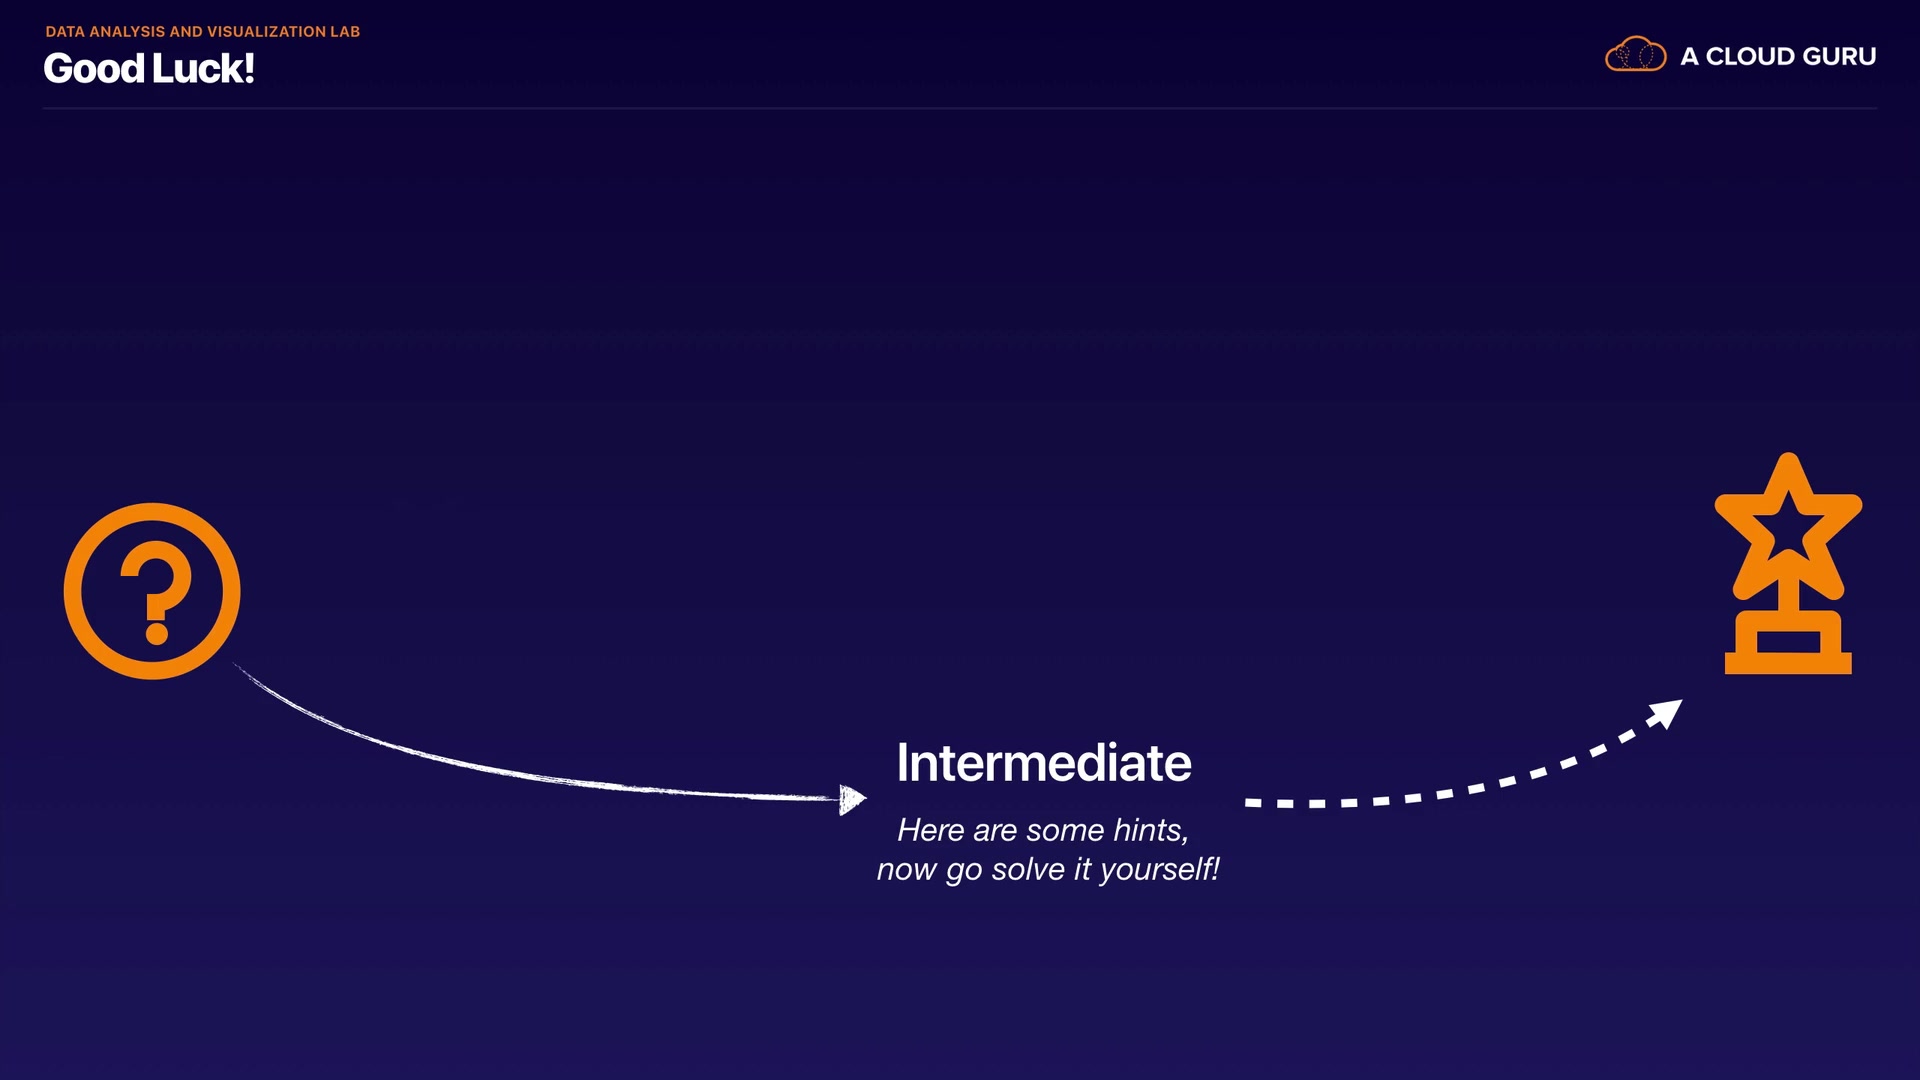 DATA ANALYSIS AND VISUALIZATION LAB
Good Luck!
A CLOUD GURU
?
Intermediate
Here are some hints,
now go solve it yourself!